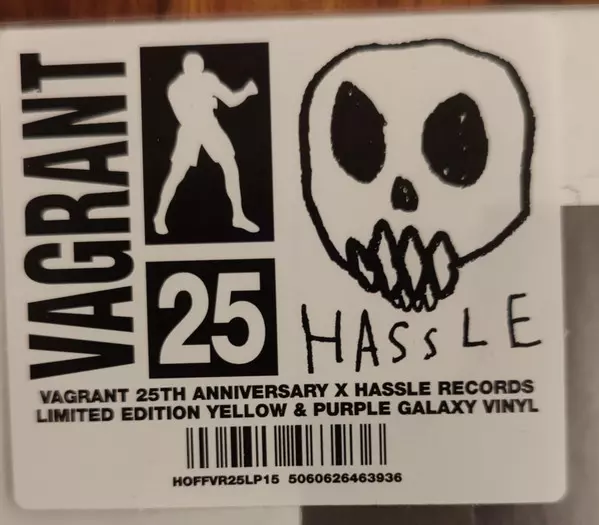 VAGRANT
25
HASSLE
VAGRANT 25TH ANNIVERSARY X HASSLE RECORDS
LIMITED EDITION YELLOW & PURPLE GALAXY VINYL
HOFFVR25LP15 5060626463936